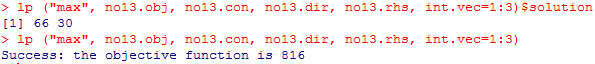 > lp ("max", no13.obj, no13.con, no13.dir, no13.rhs, int.vec=1:3)$solution
[1] 66 30
> lp ("max", no13.obj, no13.con, no13.dir, no13.rhs, int.vec=1:3)
Success: the objective function is 816